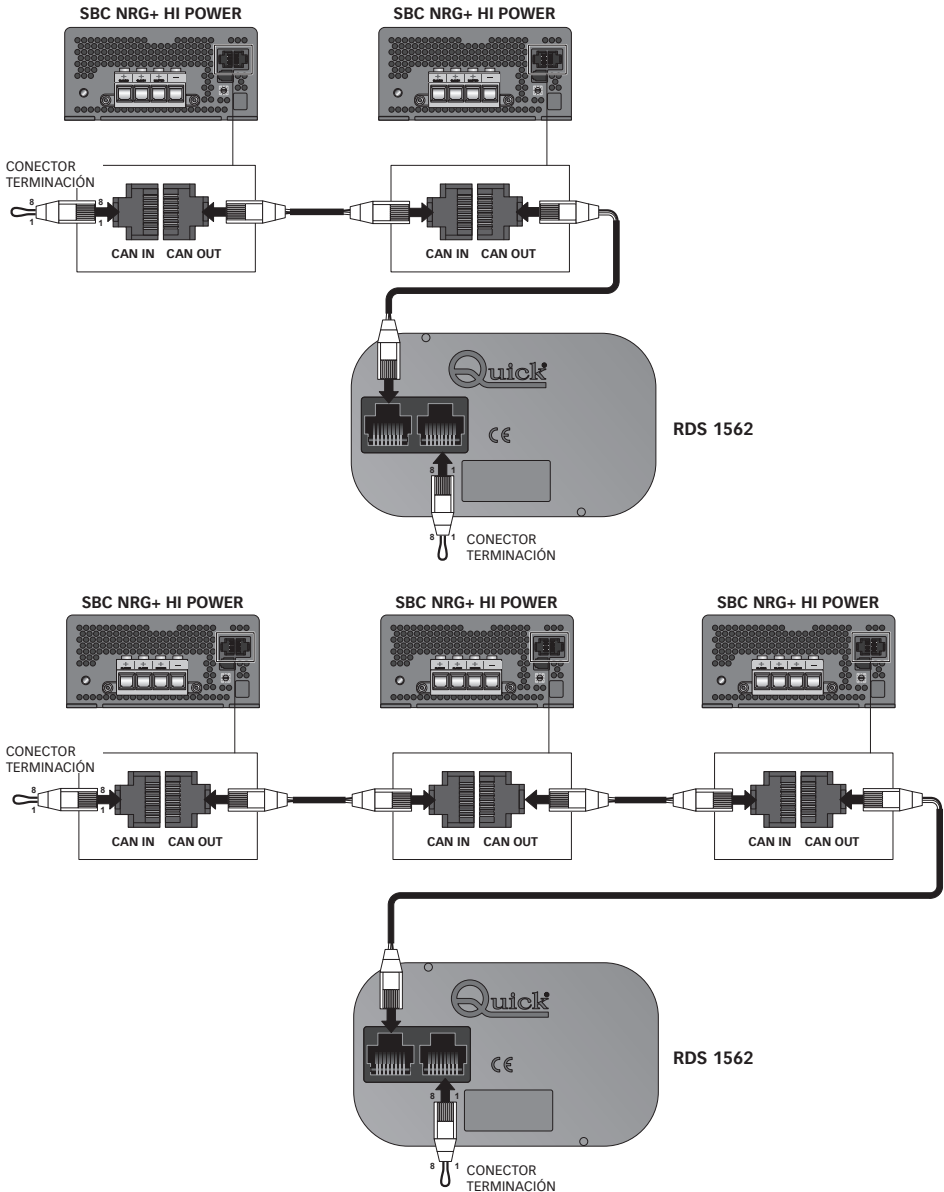 SBC NRG+ HI POWER
SBC NRG+ HI POWER
CONECTOR
TERMINACIÓN
8
1
8
1
CAN IN CAN OUT
CAN IN CAN OUT
Quick®
CE
RDS 1562
8 1
8 1
CONECTOR
TERMINACIÓN
SBC NRG+ HI POWER
SBC NRG+ HI POWER
SBC NRG+ HI POWER
CONECTOR
TERMINACIÓN
8
1
8
1
CAN IN CAN OUT
CAN IN CAN OUT
CAN IN CAN OUT
Quick®
CE
RDS 1562
8 1
8 1
CONECTOR
TERMINACIÓN